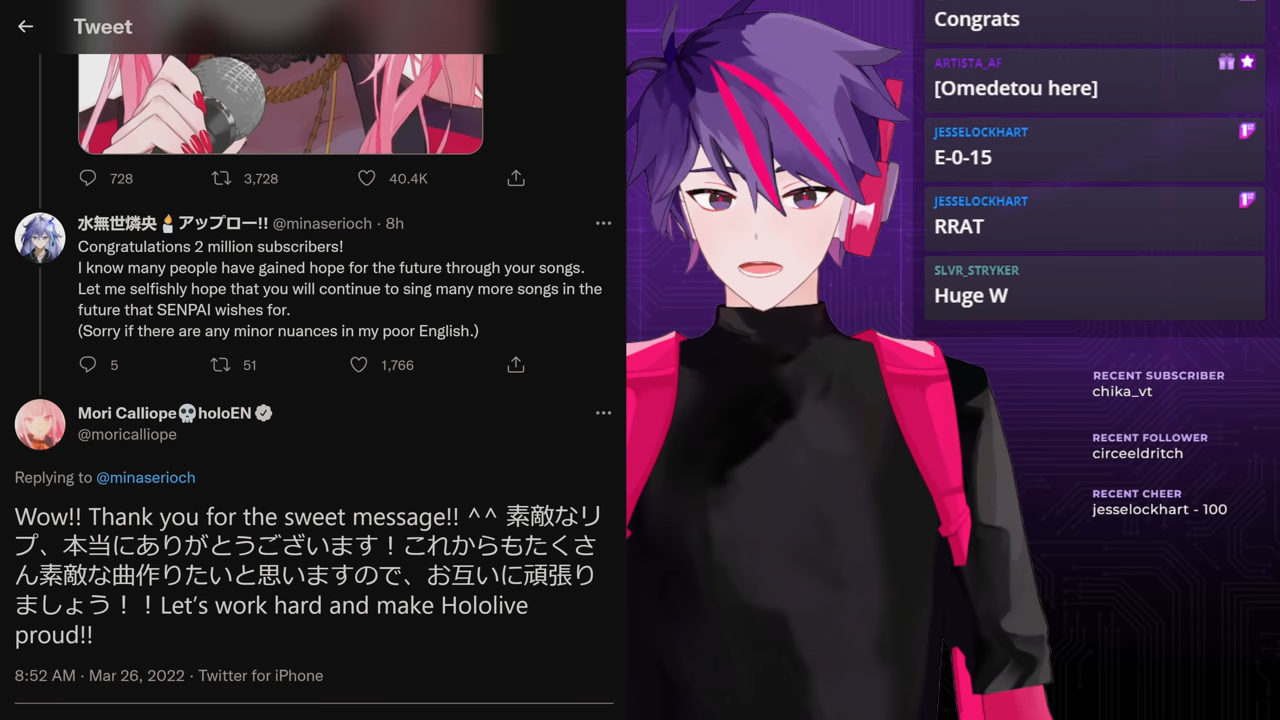 Tweet
728
3,728
40.4K
水無世燐央🕯️アップロー!! @minaserioch · 8h
Congratulations 2 million subscribers!
I know many people have gained hope for the future through your songs.
Let me selfishly hope that you will continue to sing many more songs in the
future that SENPAI wishes for.
(Sorry if there are any minor nuances in my poor English.)
5
51
1,766
Mori Calliope💀holoEN
@moricalliope
Replying to @minaserioch
Wow!! Thank you for the sweet message!! ^^ 素敵なリ
プ、本当にありがとうございます！これからもたくさ
ん素敵な曲作りたいと思いますので、お互いに頑張り
ましょう！！Let's work hard and make Hololive
proud!!
8:52 AM · Mar 26, 2022 · Twitter for iPhone
Congrats
ARTISTA_AF
[Omedetou here]
JESSELOCKHART
E-0-15
JESSELOCKHART
RRAT
SLVR_STRYKER
Huge W
RECENT SUBSCRIBER
chika_vt
RECENT FOLLOWER
circeeldritch
RECENT CHEER
jesselockhart - 100